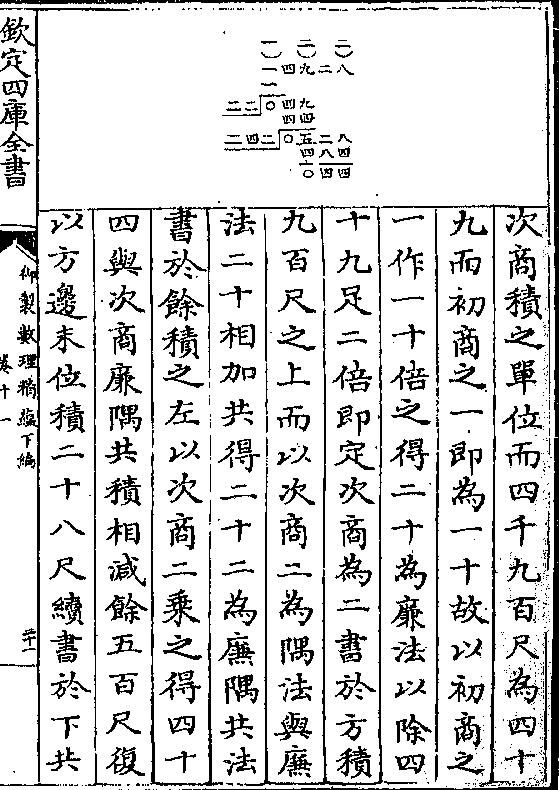 一 二 二
一四九二八
一
二二 〇四九
四四
二四二 〇五二八
四八四
〇四四
次商積之單位而四千九百尺為四十
九而初商之一即為一十故以初商之
一作一十倍之得二十為廉法以除四
十九足二倍即定次商為二書於方積
九百尺之上而以次商二為隅法與廉
法二十相加共得二十二為廉隅共法
書於餘積之左以次商二乘之得四十
四與次商廉隅共積相減餘五百尺復
以方邊末位積二十八尺續書於下共
欽定四庫全書
御製數理精蘊下編
卷十一